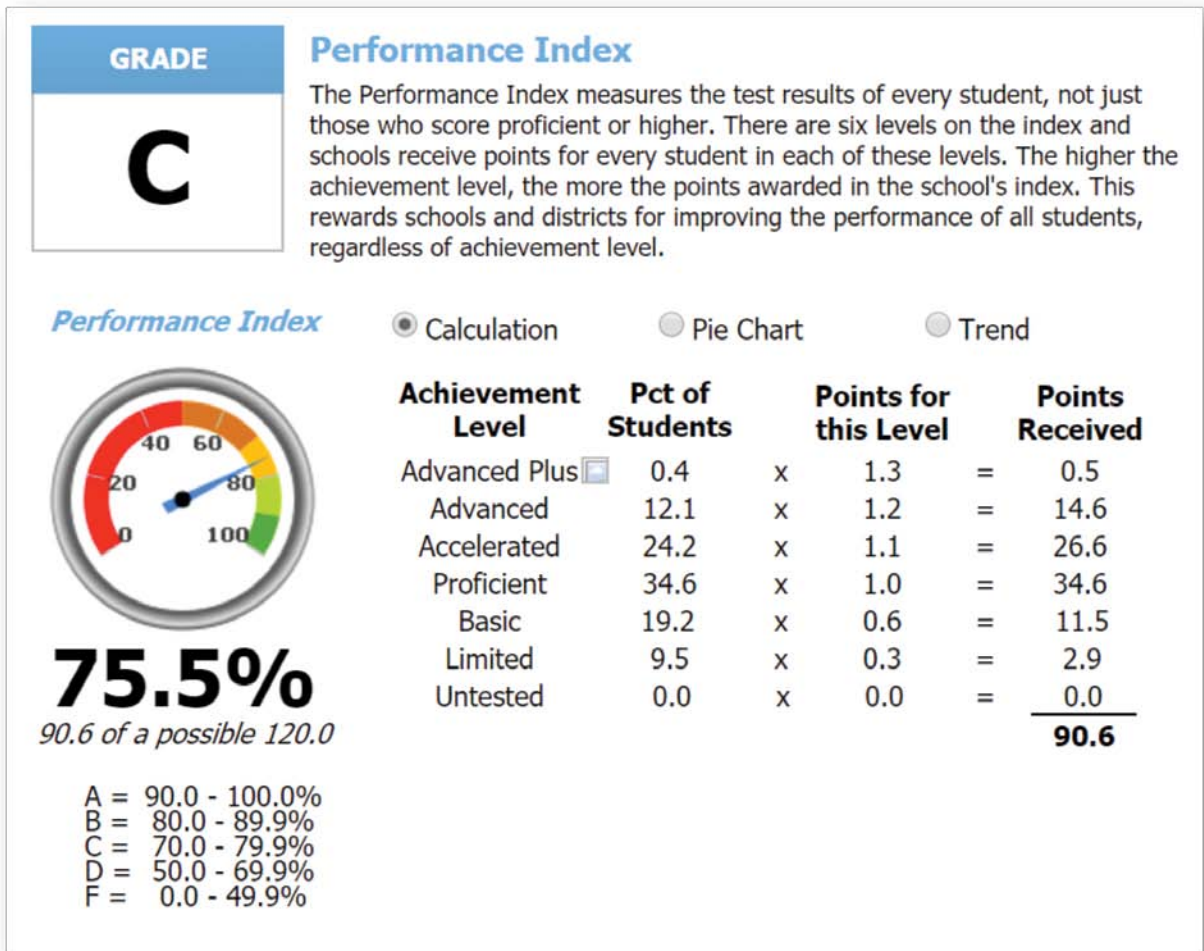 GRADE
C
Performance Index
The Performance Index measures the test results of every student, not just
those who score proficient or higher. There are six levels on the index and
schools receive points for every student in each of these levels. The higher the
achievement level, the more the points awarded in the school's index. This
rewards schools and districts for improving the performance of all students,
regardless of achievement level.
Performance Index
0
20
40
60
80
100
75.5%
90.6 of a possible 120.0
A = 90.0 - 100.0%
B = 80.0 - 89.9%
C = 70.0 - 79.9%
D = 50.0 - 69.9%
F = 0.0 - 49.9%
Calculation Pie Chart Trend
Achievement Level Pct of Students Points for this Level Points Received
Advanced Plus 0.4 x 1.3 = 0.5
Advanced 12.1 x 1.2 = 14.6
Accelerated 24.2 x 1.1 = 26.6
Proficient 34.6 x 1.0 = 34.6
Basic 19.2 x 0.6 = 11.5
Limited 9.5 x 0.3 = 2.9
Untested 0.0 x 0.0 = 0.0
90.6